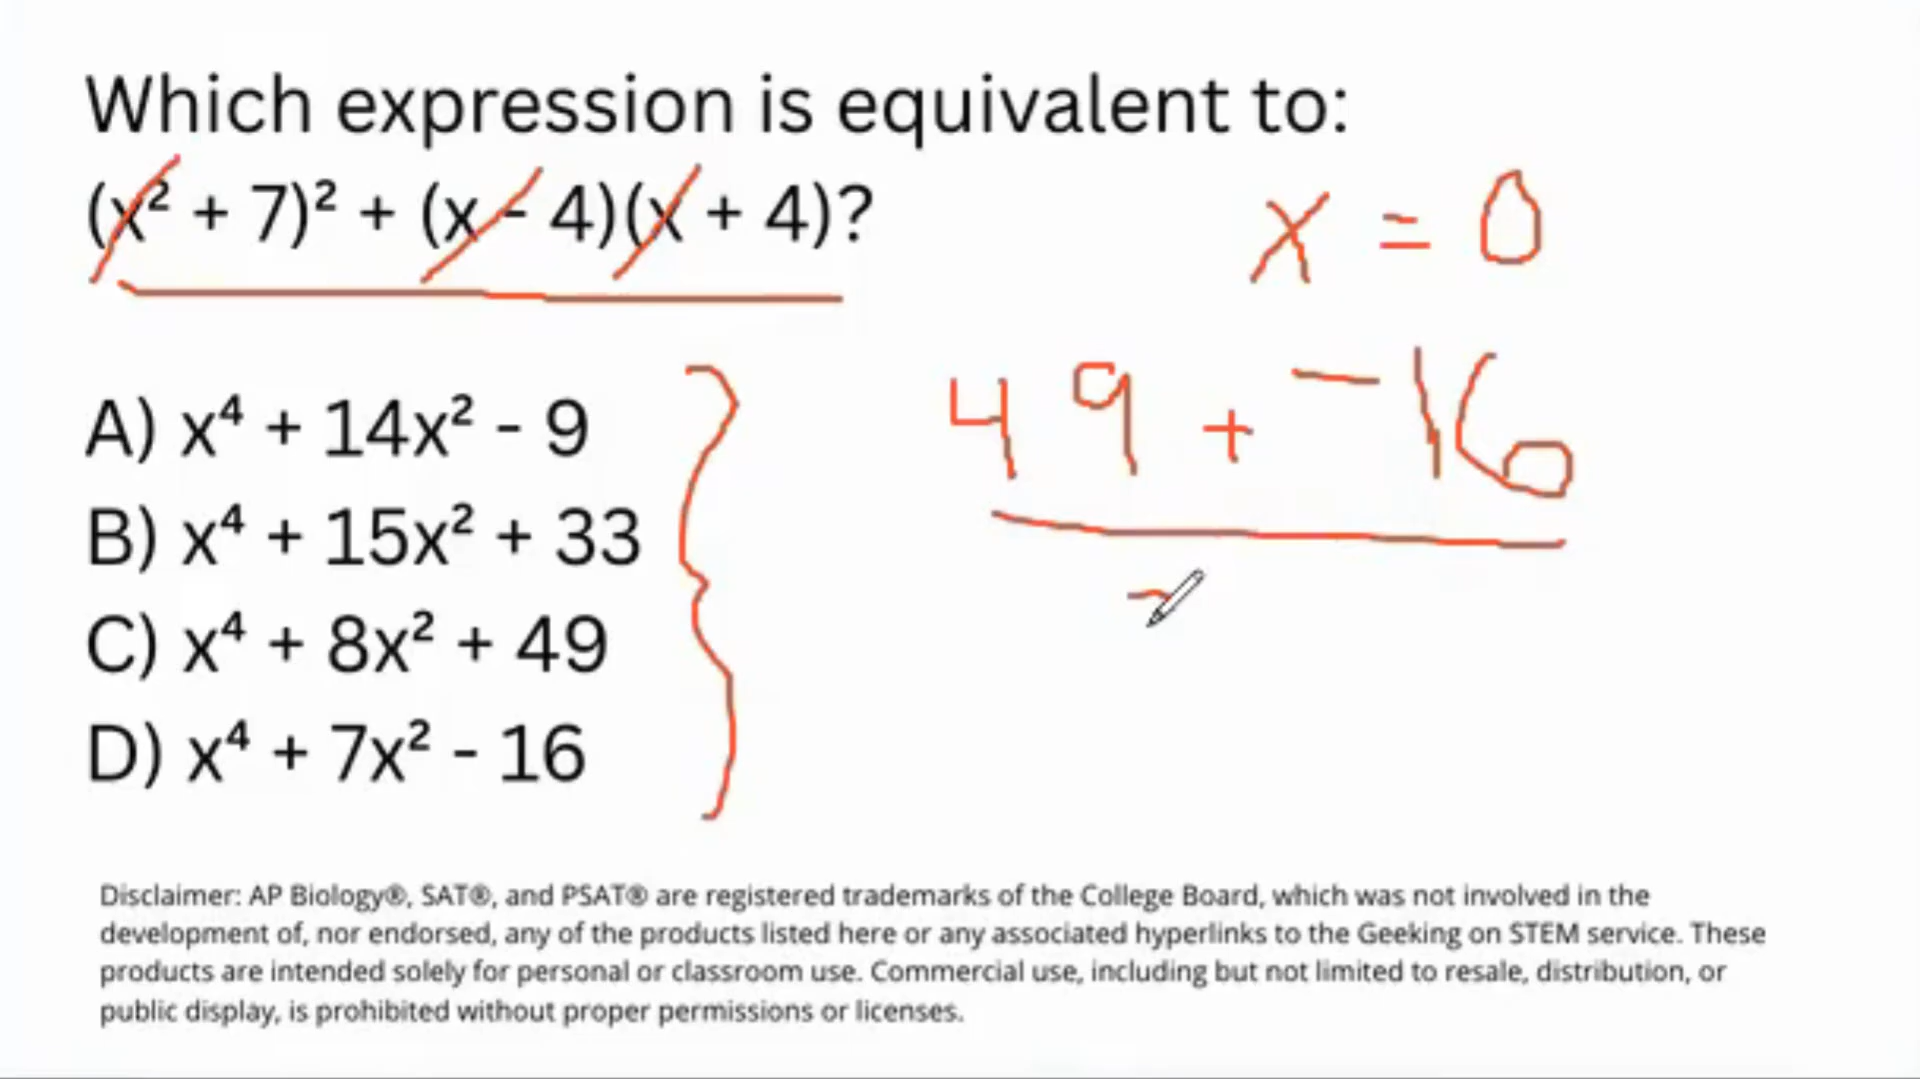 Which expression is equivalent to:
(x² + 7)² + (x - 4)(x + 4)?
x = 0
49 + -16
A) x⁴ + 14x² - 9
B) x⁴ + 15x² + 33
C) x⁴ + 8x² + 49
D) x⁴ + 7x² - 16
Disclaimer: AP Biology®, SAT®, and PSAT® are registered trademarks of the College Board, which was not involved in the
development of, nor endorsed, any of the products listed here or any associated hyperlinks to the Geeking on STEM service. These
products are intended solely for personal or classroom use. Commercial use, including but not limited to resale, distribution, or
public display, is prohibited without proper permissions or licenses.